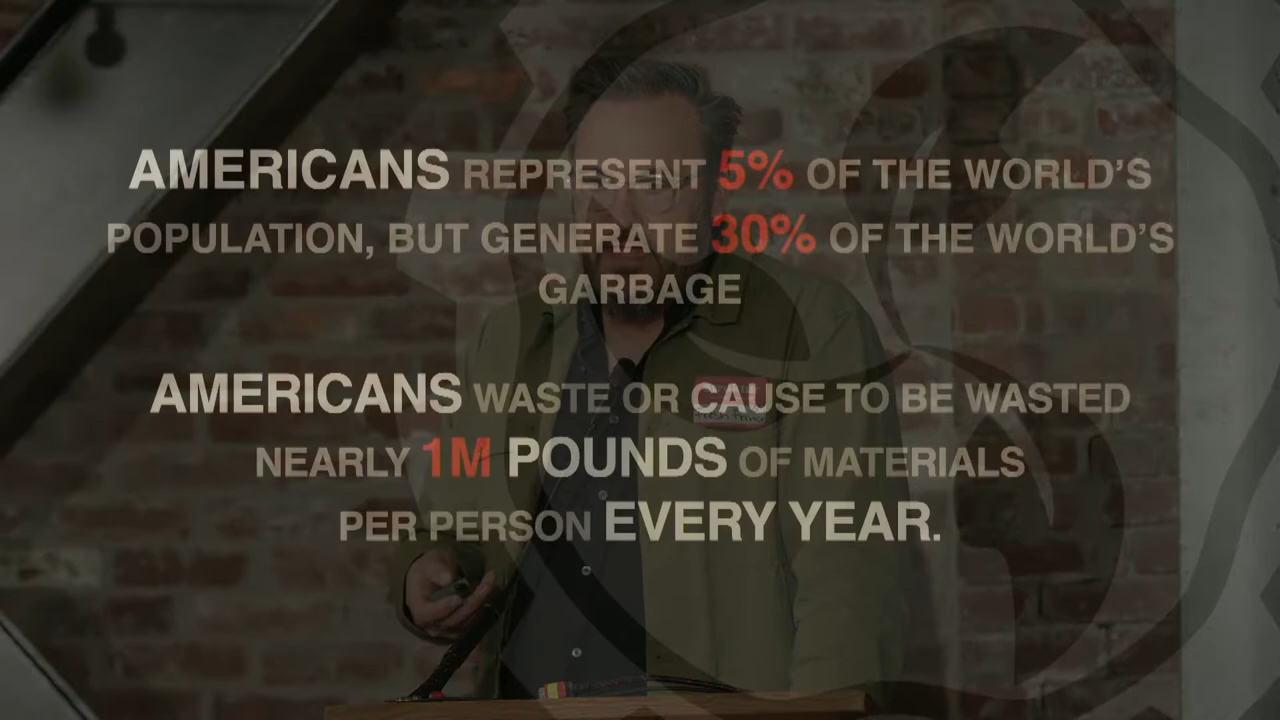 AMERICANS REPRESENT 5% OF THE WORLD’S
POPULATION, BUT GENERATE 30% OF THE WORLD’S
GARBAGE
AMERICANS WASTE OR CAUSE TO BE WASTED
NEARLY 1M POUNDS OF MATERIALS
PER PERSON EVERY YEAR.